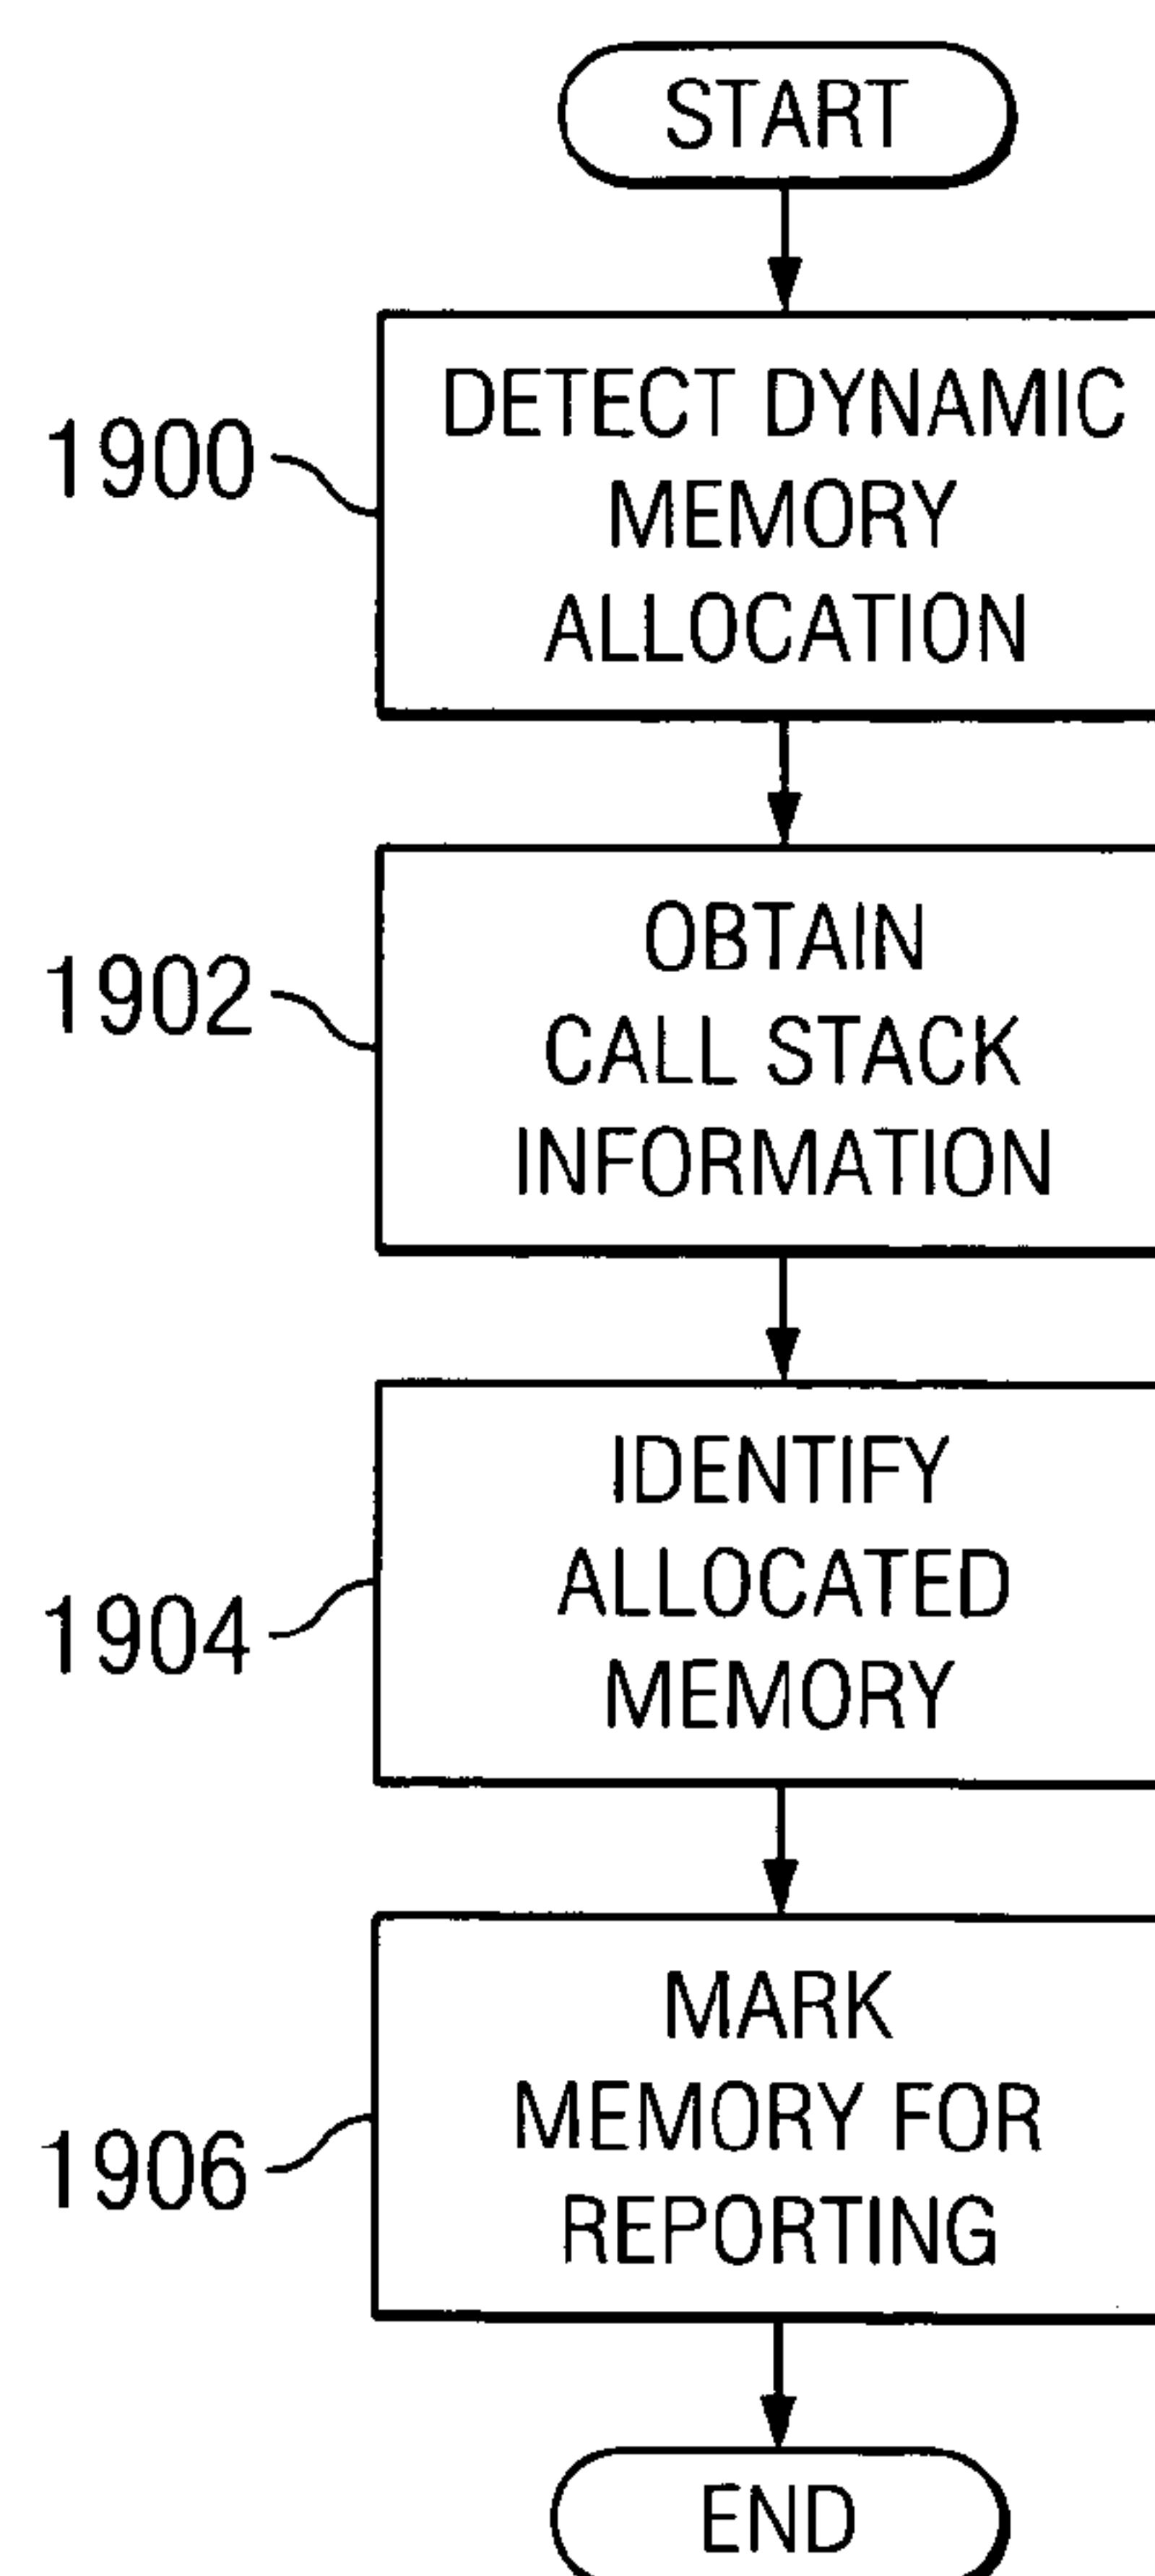 START
1900
DETECT DYNAMIC
MEMORY
ALLOCATION
1902
OBTAIN
CALL STACK
INFORMATION
1904
IDENTIFY
ALLOCATED
MEMORY
1906
MARK
MEMORY FOR
REPORTING
END